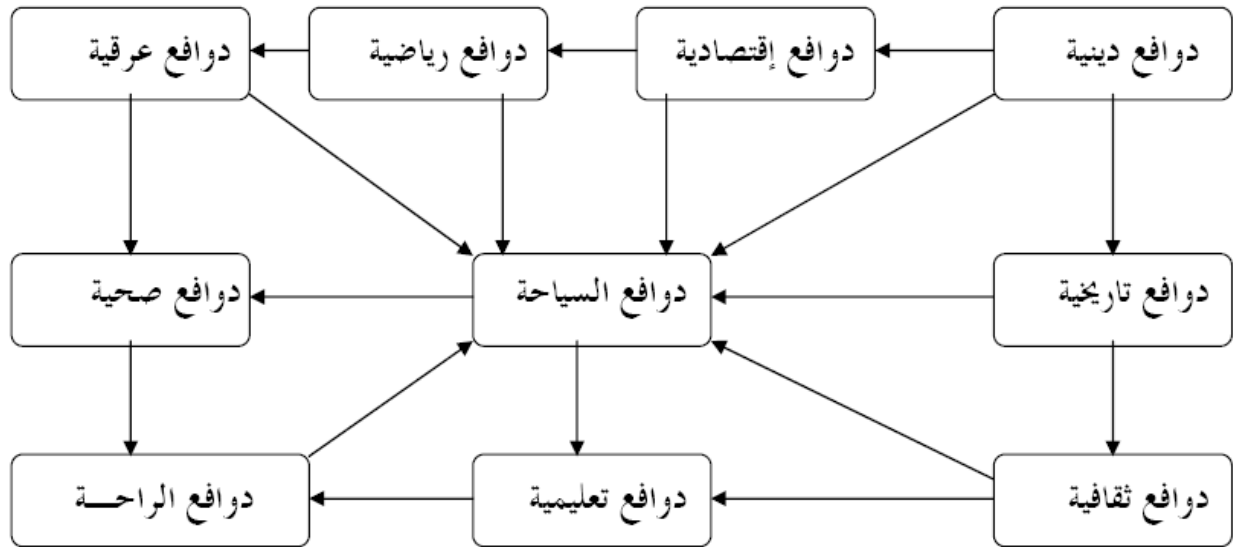 دوافع دينية
دوافع إقتصادية
دوافع رياضية
دوافع عرقية
دوافع تاريخية
دوافع السياحة
دوافع صحية
دوافع ثقافية
دوافع تعليمية
دوافع الراحـــة